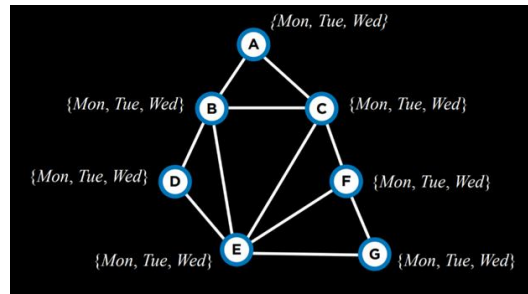 {Mon, Tue, Wed}
A
{Mon, Tue, Wed} B C {Mon, Tue, Wed}
{Mon, Tue, Wed} D F {Mon, Tue, Wed}
{Mon, Tue, Wed} E G {Mon, Tue, Wed}